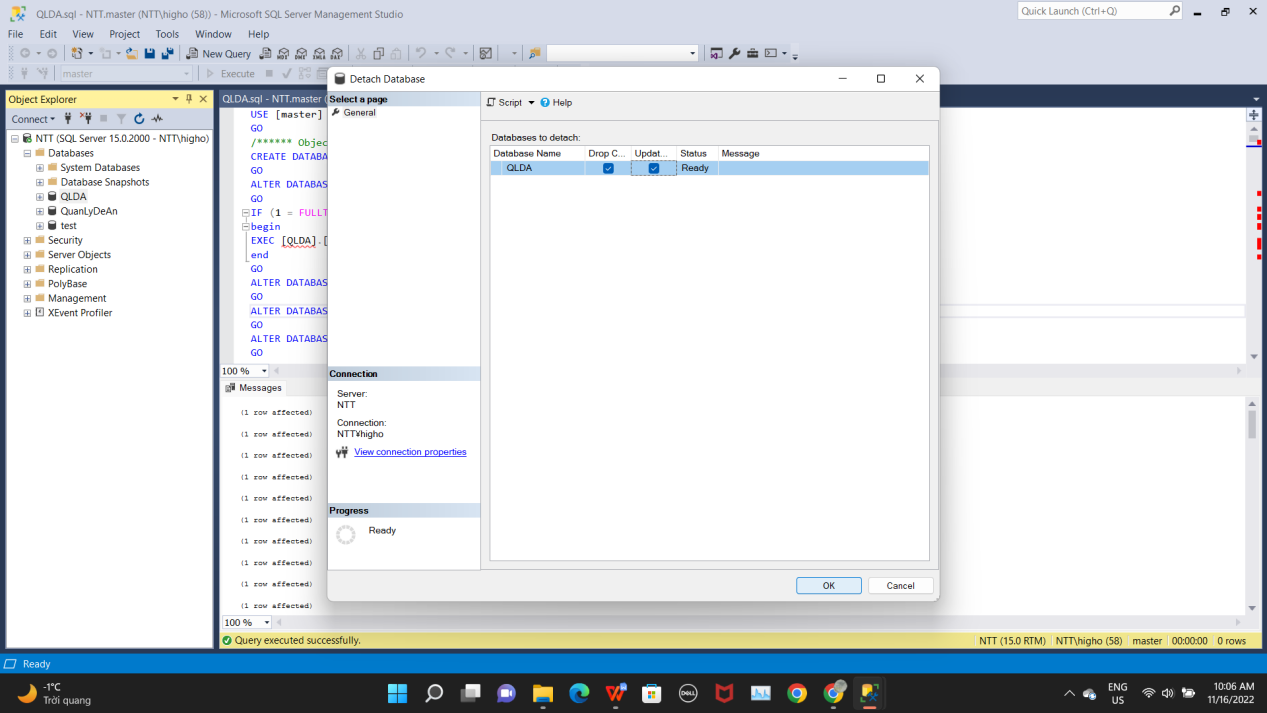 QLDA.sql - NTT.master (NTT\higho (58)) - Microsoft SQL Server Management Studio
Quick Launch (Ctrl+Q)
File Edit View Project Tools Window Help
New Query
MDX DMX XMLA DAX
master
Execute
Object Explorer
Connect
NTT (SQL Server 15.0.2000 - NTT\higho)
Databases
System Databases
Database Snapshots
QLDA
QuanLyDeAn
test
Security
Server Objects
Replication
PolyBase
Management
XEvent Profiler
QLDA.sql - NTT.master (
USE [master]
GO
/****** Objec
CREATE DATABA
GO
ALTER DATABAS
GO
IF (1 = FULLT
begin
EXEC [QLDA].[
end
GO
ALTER DATABAS
GO
ALTER DATABAS
GO
ALTER DATABAS
GO
100 %
Messages
(1 row affected)
(1 row affected)
(1 row affected)
(1 row affected)
(1 row affected)
(1 row affected)
(1 row affected)
(1 row affected)
(1 row affected)
(1 row affected)
100 %
Query executed successfully.
NTT (15.0 RTM) NTT\higho (58) master 00:00:00 0 rows
Detach Database
Select a page
General
Script Help
Databases to detach:
Database Name Drop C... Updat... Status Message
QLDA Ready
Connection
Server:
NTT
Connection:
NTT¥higho
View connection properties
Progress
Ready
OK Cancel
Ready
-1°C
Trời quang
DELL
ENG
US
10:06 AM
11/16/2022